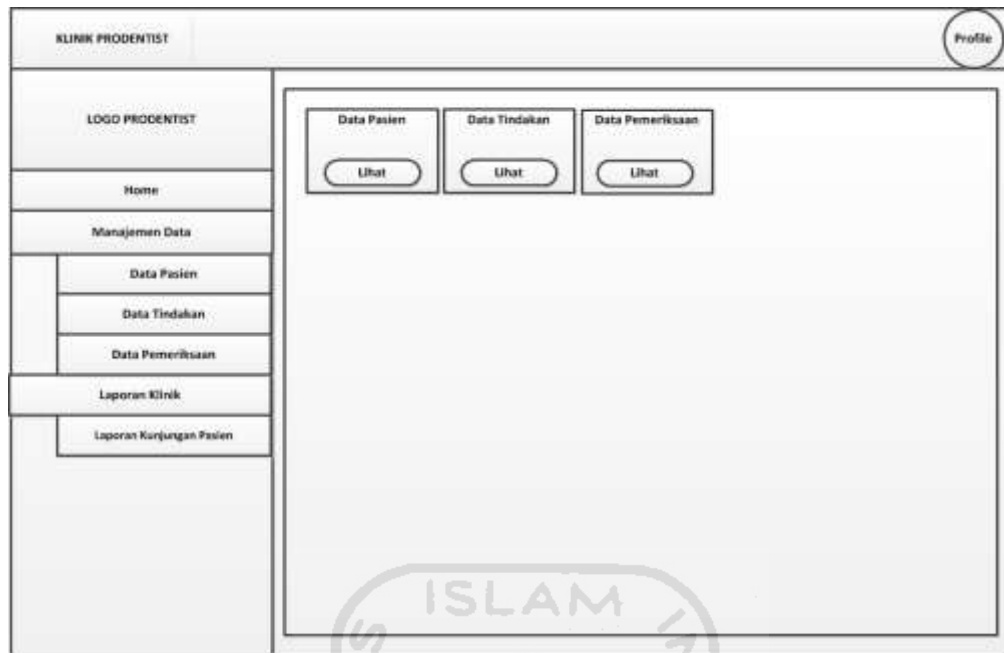 KLINIK PRODENTIST
Profile
LOGO PRODENTIST
Home
Manajemen Data
Data Pasien
Data Tindakan
Data Pemeriksaan
Laporan Klinik
Laporan Kunjungan Pasien
Data Pasien
Data Tindakan
Data Pemeriksaan
Lihat
Lihat
Lihat
ISLAM